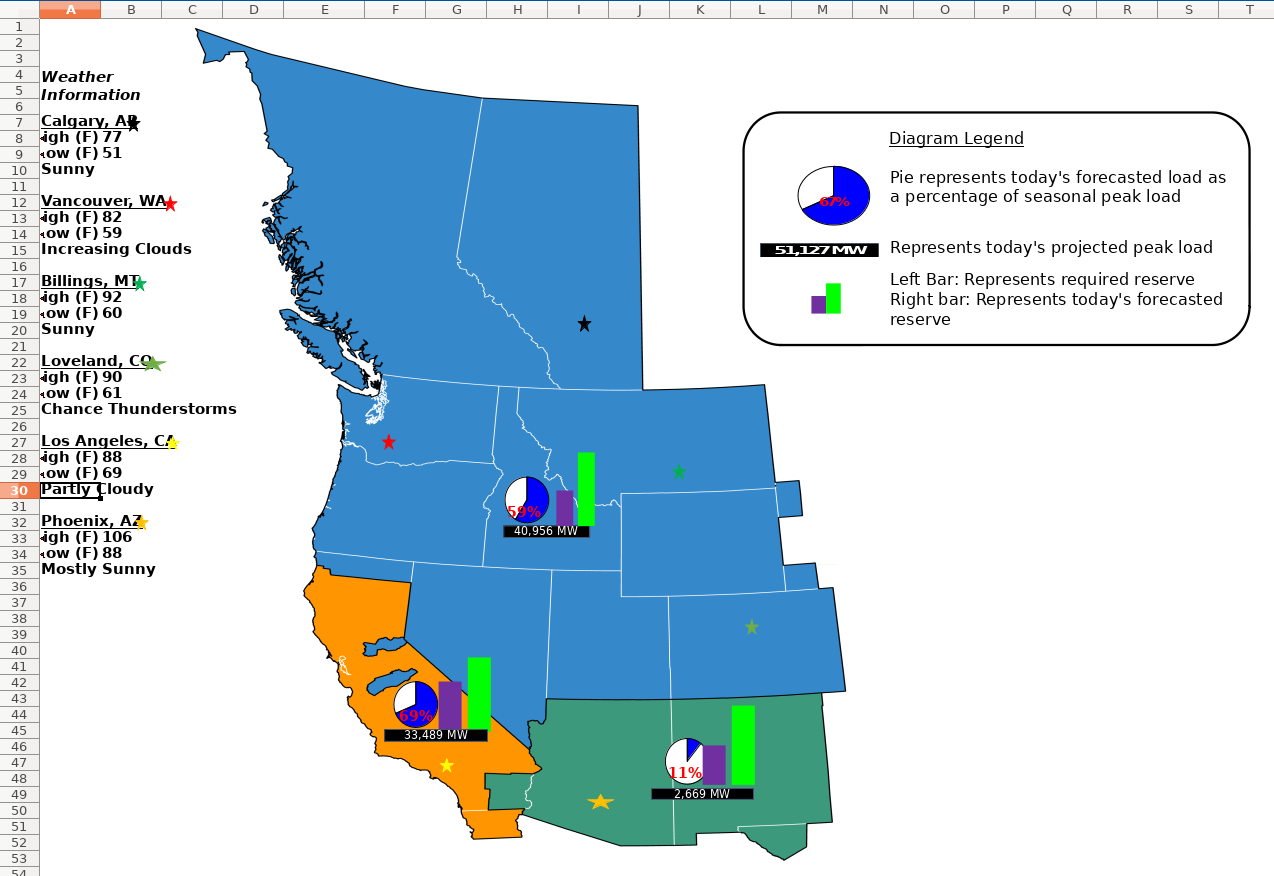 A B C D E F G H I J K L M N O P Q R S T
1
2
3
4 Weather
5 Information
6
7 Calgary, AB
8 igh (F) 77
9 ow (F) 51
10 Sunny
11
12 Vancouver, WA
13 igh (F) 82
14 ow (F) 59
15 Increasing Clouds
16
17 Billings, MT
18 igh (F) 92
19 ow (F) 60
20 Sunny
21
22 Loveland, CO
23 igh (F) 90
24 ow (F) 61
25 Chance Thunderstorms
26
27 Los Angeles, CA
28 igh (F) 88
29 ow (F) 69
30 Partly Cloudy
31
32 Phoenix, AZ
33 igh (F) 106
34 ow (F) 88
35 Mostly Sunny
36
37
38
39
40
41
42
43
44
45
46
47
48
49
50
51
52
53
54
Diagram Legend
67%
Pie represents today's forecasted load as
a percentage of seasonal peak load
51,127 MW
Represents today's projected peak load
Left Bar: Represents required reserve
Right bar: Represents today's forecasted
reserve
59%
40,956 MW
69%
33,489 MW
11%
2,669 MW